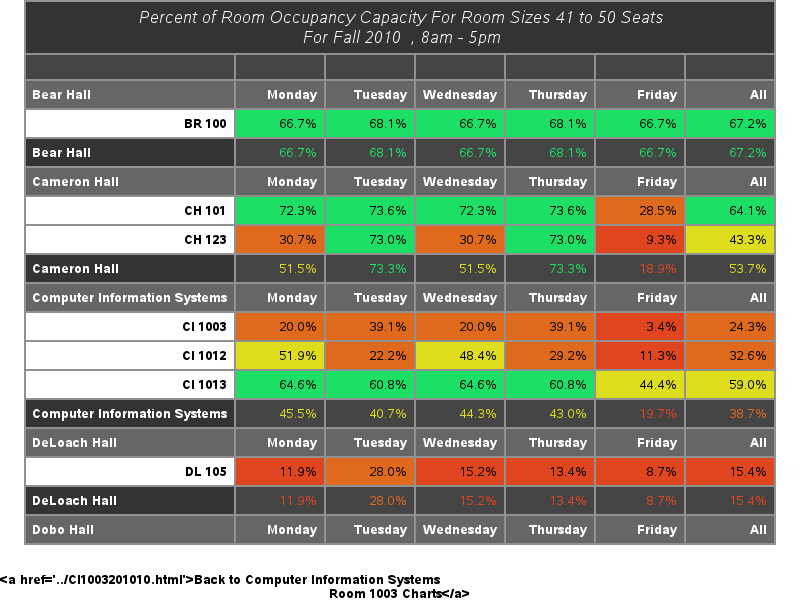 Percent of Room Occupancy Capacity For Room Sizes 41 to 50 Seats
For Fall 2010 , 8am - 5pm
Bear Hall Monday Tuesday Wednesday Thursday Friday All
BR 100 66.7% 68.1% 66.7% 68.1% 66.7% 67.2%
Bear Hall 66.7% 68.1% 66.7% 68.1% 66.7% 67.2%
Cameron Hall Monday Tuesday Wednesday Thursday Friday All
CH 101 72.3% 73.6% 72.3% 73.6% 28.5% 64.1%
CH 123 30.7% 73.0% 30.7% 73.0% 9.3% 43.3%
Cameron Hall 51.5% 73.3% 51.5% 73.3% 18.9% 53.7%
Computer Information Systems Monday Tuesday Wednesday Thursday Friday All
CI 1003 20.0% 39.1% 20.0% 39.1% 3.4% 24.3%
CI 1012 51.9% 22.2% 48.4% 29.2% 11.3% 32.6%
CI 1013 64.6% 60.8% 64.6% 60.8% 44.4% 59.0%
Computer Information Systems 45.5% 40.7% 44.3% 43.0% 19.7% 38.7%
DeLoach Hall Monday Tuesday Wednesday Thursday Friday All
DL 105 11.9% 28.0% 15.2% 13.4% 8.7% 15.4%
DeLoach Hall 11.9% 28.0% 15.2% 13.4% 8.7% 15.4%
Dobo Hall Monday Tuesday Wednesday Thursday Friday All
<a href='../CI1003201010.html'>Back to Computer Information Systems
Room 1003 Charts</a>